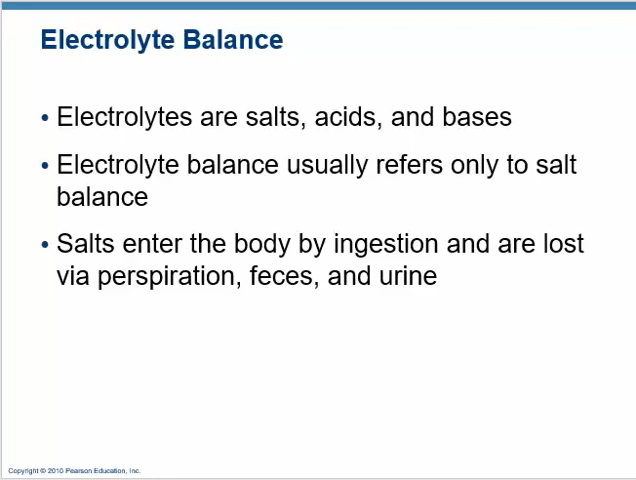 Electrolyte Balance
• Electrolytes are salts, acids, and bases
• Electrolyte balance usually refers only to salt
balance
• Salts enter the body by ingestion and are lost
via perspiration, feces, and urine
Copyright © 2010 Pearson Education, Inc.